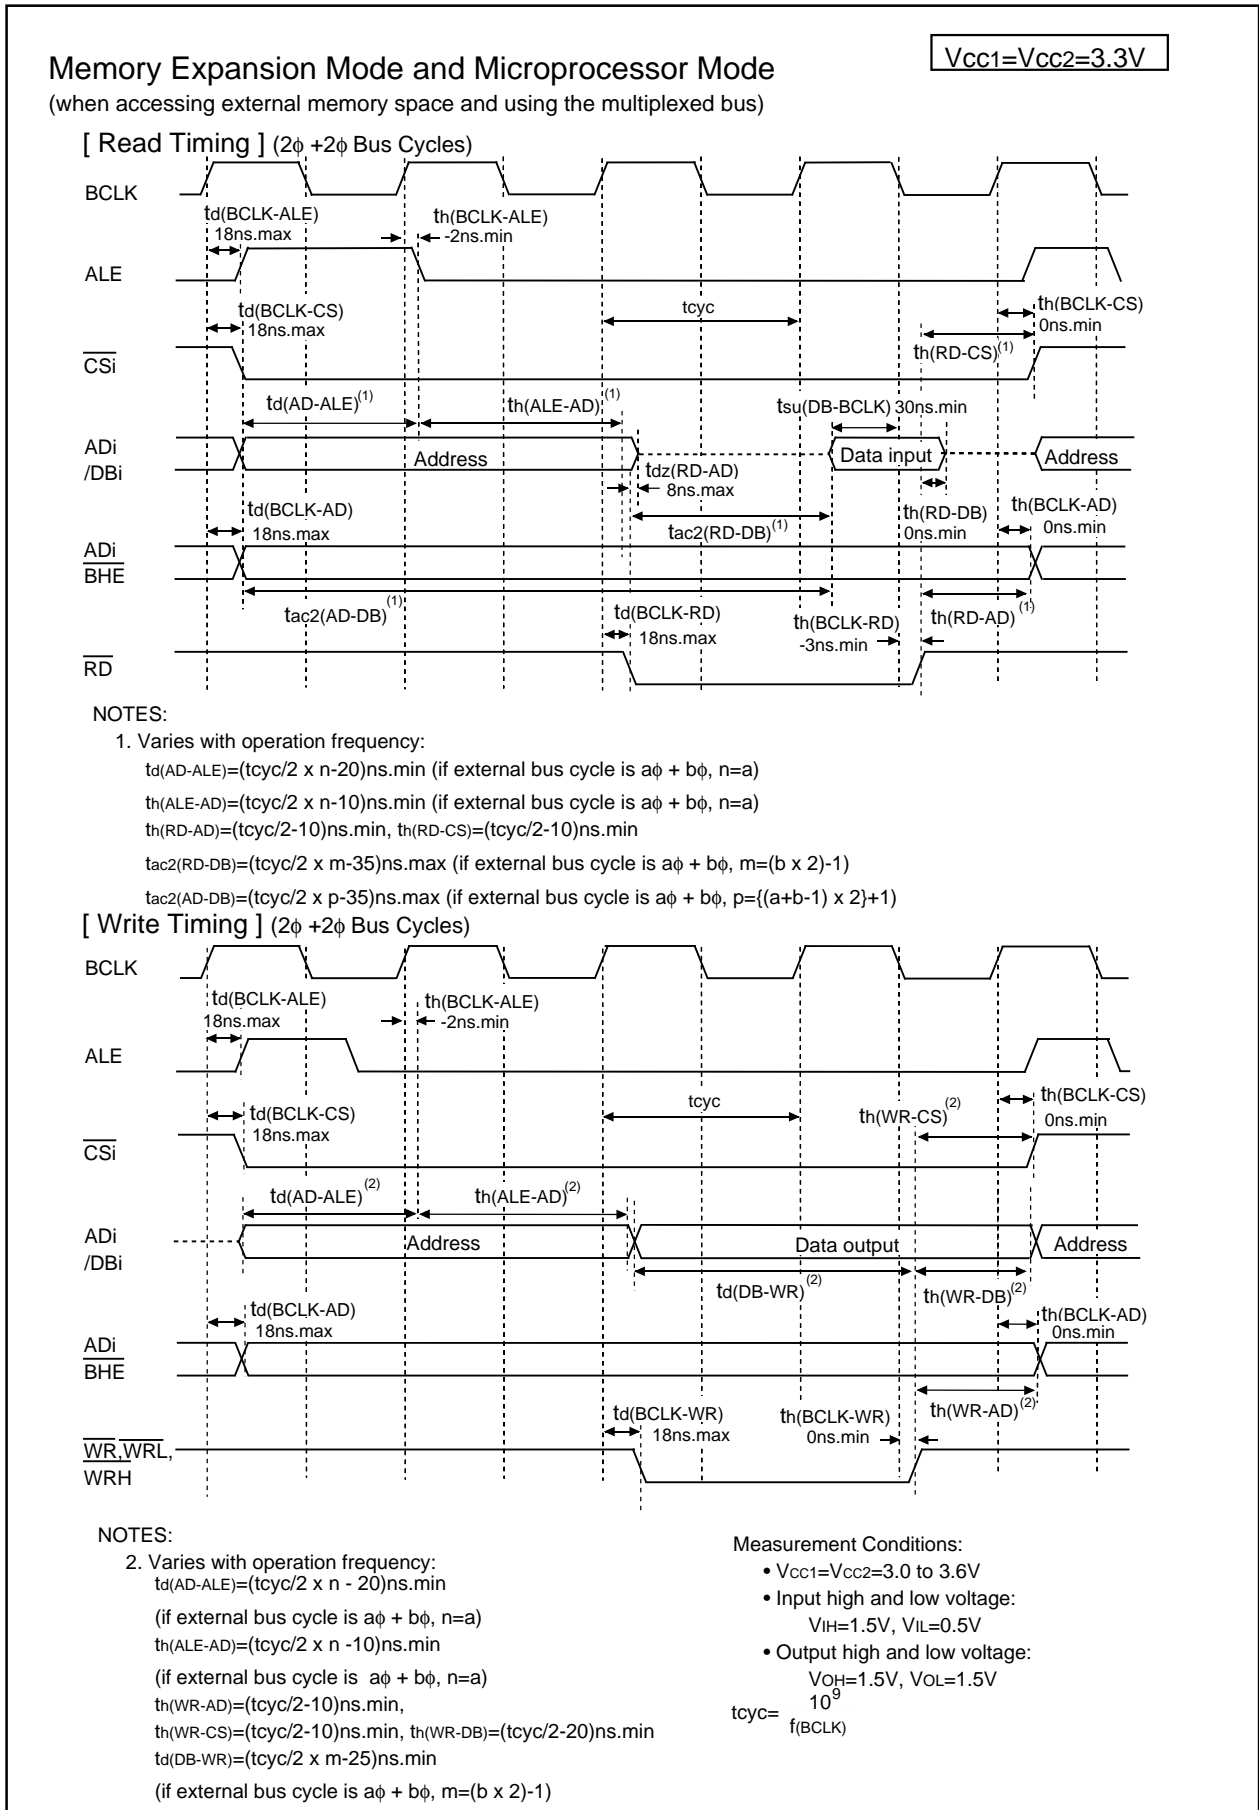 Vcc1=Vcc2=3.3V
Memory Expansion Mode and Microprocessor Mode
(when accessing external memory space and using the multiplexed bus)
[ Read Timing ] (2ϕ +2ϕ Bus Cycles)
BCLK
td(BCLK-ALE)
18ns.max
th(BCLK-ALE)
-2ns.min
ALE
td(BCLK-CS)
18ns.max
tcyc
th(BCLK-CS)
0ns.min
th(RD-CS)(1)
CSi
td(AD-ALE)(1)
th(ALE-AD)(1)
tsu(DB-BCLK) 30ns.min
ADi
/DBi
Address
Data input
Address
tdz(RD-AD)
8ns.max
td(BCLK-AD)
18ns.max
tac2(RD-DB)(1)
th(RD-DB)
0ns.min
th(BCLK-AD)
0ns.min
ADi
BHE
tac2(AD-DB)(1)
td(BCLK-RD)
18ns.max
th(BCLK-RD)
-3ns.min
th(RD-AD)(1)
RD
NOTES:
1. Varies with operation frequency:
td(AD-ALE)=(tcyc/2 x n-20)ns.min (if external bus cycle is aϕ + bϕ, n=a)
th(ALE-AD)=(tcyc/2 x n-10)ns.min (if external bus cycle is aϕ + bϕ, n=a)
th(RD-AD)=(tcyc/2-10)ns.min, th(RD-CS)=(tcyc/2-10)ns.min
tac2(RD-DB)=(tcyc/2 x m-35)ns.max (if external bus cycle is aϕ + bϕ, m=(b x 2)-1)
tac2(AD-DB)=(tcyc/2 x p-35)ns.max (if external bus cycle is aϕ + bϕ, p={(a+b-1) x 2}+1)
[ Write Timing ] (2ϕ +2ϕ Bus Cycles)
BCLK
td(BCLK-ALE)
18ns.max
th(BCLK-ALE)
-2ns.min
ALE
td(BCLK-CS)
18ns.max
tcyc
th(WR-CS)(2)
th(BCLK-CS)
0ns.min
CSi
td(AD-ALE)(2)
th(ALE-AD)(2)
ADi
/DBi
Address
Data output
Address
td(DB-WR)(2)
th(WR-DB)(2)
td(BCLK-AD)
18ns.max
th(BCLK-AD)
0ns.min
ADi
BHE
td(BCLK-WR)
18ns.max
th(BCLK-WR)
0ns.min
th(WR-AD)(2)
WR,WRL,
WRH
NOTES:
2. Varies with operation frequency:
td(AD-ALE)=(tcyc/2 x n - 20)ns.min
(if external bus cycle is aϕ + bϕ, n=a)
th(ALE-AD)=(tcyc/2 x n -10)ns.min
(if external bus cycle is aϕ + bϕ, n=a)
th(WR-AD)=(tcyc/2-10)ns.min,
th(WR-CS)=(tcyc/2-10)ns.min, th(WR-DB)=(tcyc/2-20)ns.min
td(DB-WR)=(tcyc/2 x m-25)ns.min
(if external bus cycle is aϕ + bϕ, m=(b x 2)-1)
Measurement Conditions:
• VCC1=VCC2=3.0 to 3.6V
• Input high and low voltage:
VIH=1.5V, VIL=0.5V
• Output high and low voltage:
VOH=1.5V, VOL=1.5V
tcyc= 10^9
f(BCLK)